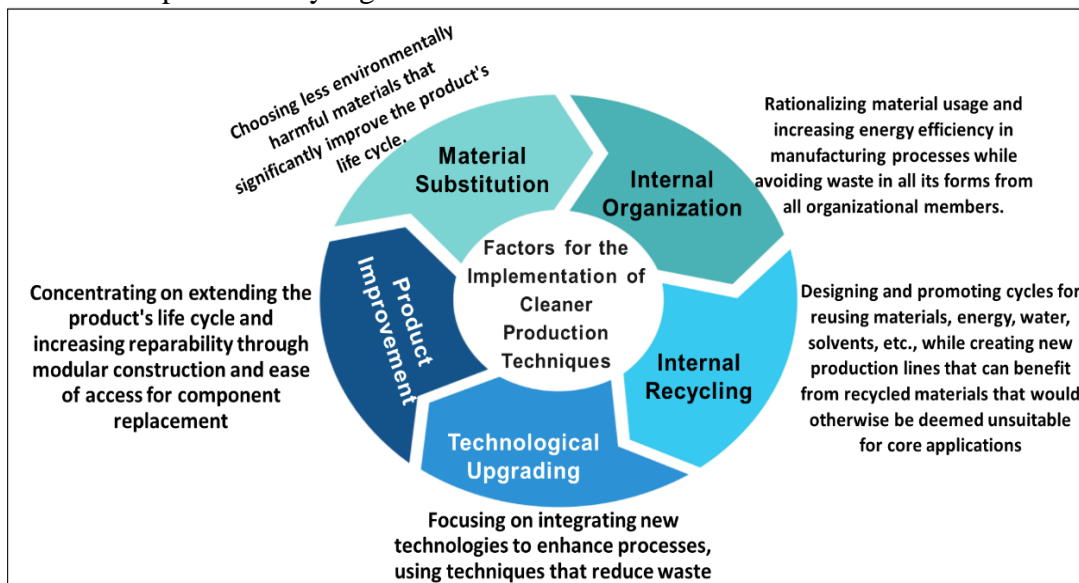 Choosing less environmentally
harmful materials that
significantly improve the product's
life cycle.
Material
Substitution
Internal
Organization
Rationalizing material usage and
increasing energy efficiency in
manufacturing processes while
avoiding waste in all its forms from
all organizational members.
Factors for the
Implementation of
Cleaner
Production
Techniques
Product
Improvement
Concentrating on extending the
product's life cycle and
increasing reparability through
modular construction and ease
of access for component
replacement
Internal
Recycling
Designing and promoting cycles for
reusing materials, energy, water,
solvents, etc., while creating new
production lines that can benefit
from recycled materials that would
otherwise be deemed unsuitable
for core applications
Technological
Upgrading
Focusing on integrating new
technologies to enhance processes,
using techniques that reduce waste